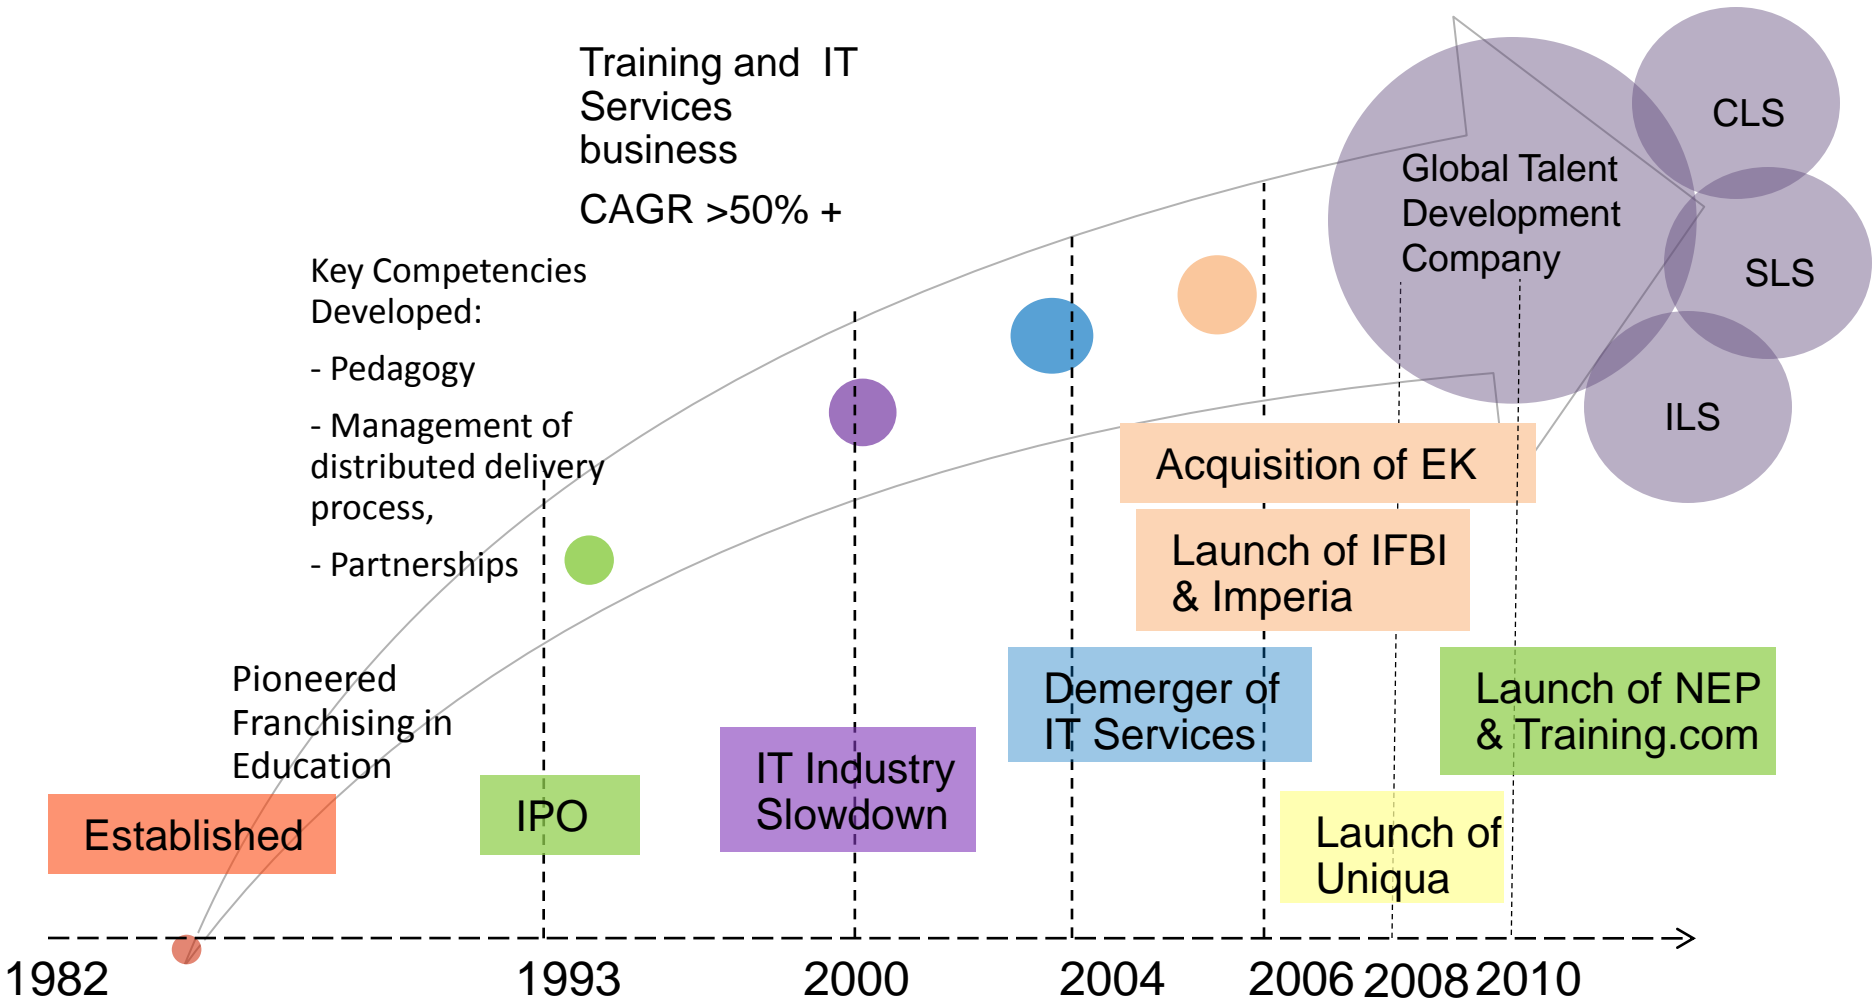 Training and IT
Services
business
CAGR >50% +
Key Competencies
Developed:
- Pedagogy
- Management of
distributed delivery
process,
- Partnerships
Pioneered
Franchising in
Education
Global Talent
Development
Company
CLS
SLS
ILS
Acquisition of EK
Launch of IFBI
& Imperia
Demerger of
IT Services
Launch of NEP
& Training.com
IT Industry
Slowdown
IPO
Established
Launch of
Uniqua
1982
1993
2000
2004
2006
2008
2010